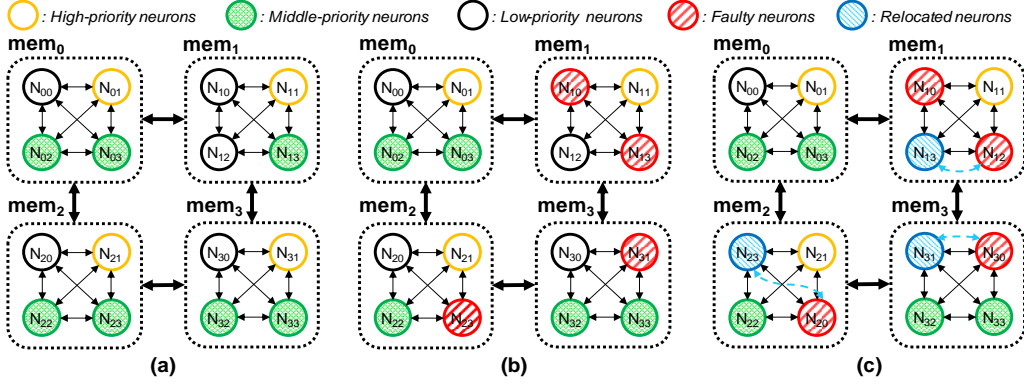 : High-priority neurons : Middle-priority neurons : Low-priority neurons : Faulty neurons : Relocated neurons
mem0 mem1 mem0 mem1 mem0 mem1
N00 N01 N10 N11 N00 N01 N10 N11 N00 N01 N10 N11
N02 N03 N12 N13 N02 N03 N12 N13 N02 N03 N13 N12
mem2 mem3 mem2 mem3 mem2 mem3
N20 N21 N30 N31 N20 N21 N30 N31 N23 N21 N31 N30
N22 N23 N32 N33 N22 N23 N32 N33 N22 N20 N32 N33
(a) (b) (c)